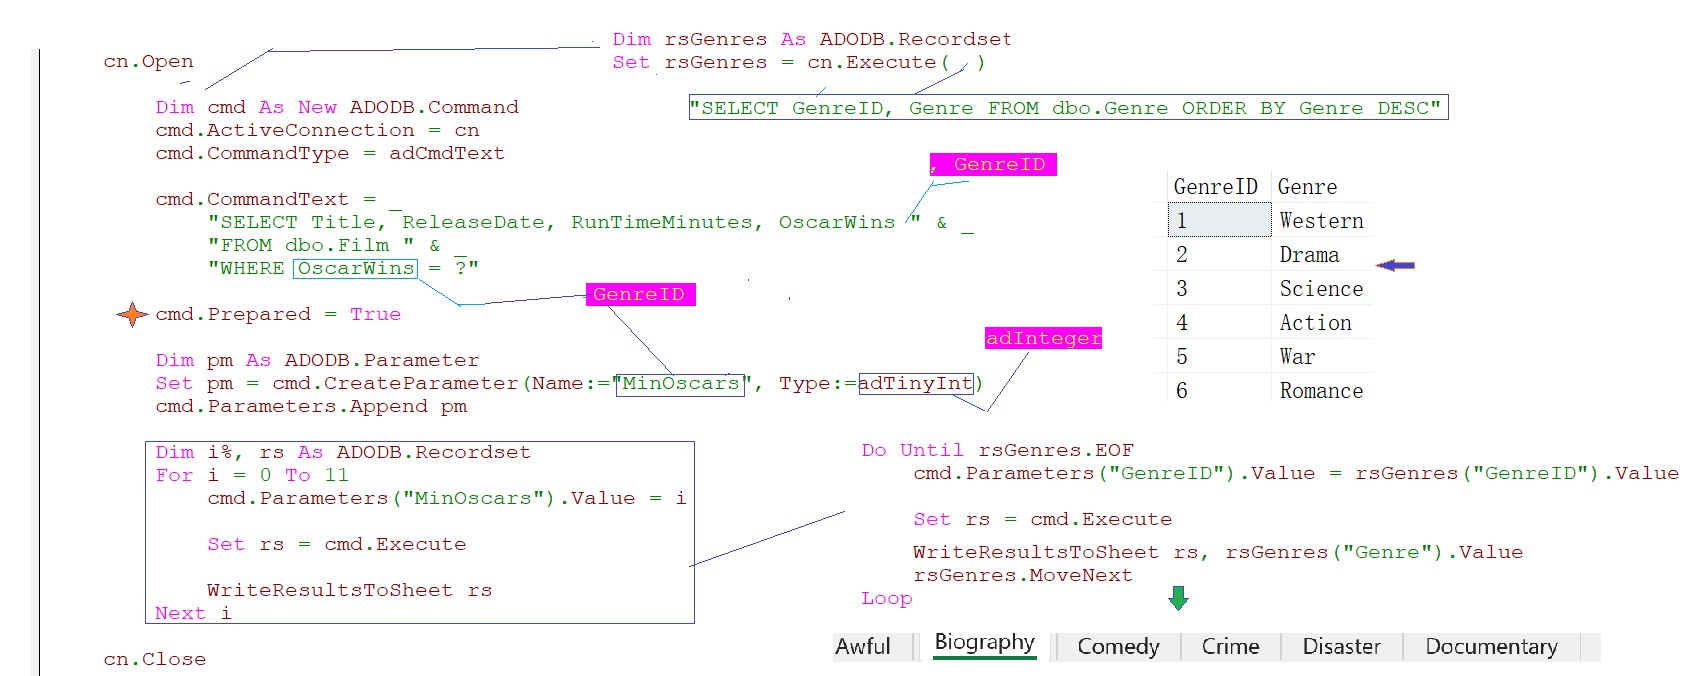 Dim rsGenres As ADODB.Recordset
cn.Open
Set rsGenres = cn.Execute( )
Dim cmd As New ADODB.Command
"SELECT GenreID, Genre FROM dbo.Genre ORDER BY Genre DESC"
cmd.ActiveConnection = cn
cmd.CommandType = adCmdText
, GenreID
cmd.CommandText = _
"SELECT Title, ReleaseDate, RunTimeMinutes, OscarWins " & _
"FROM dbo.Film " & _
"WHERE OscarWins = ?"
GenreID
cmd.Prepared = True
adInteger
Dim pm As ADODB.Parameter
Set pm = cmd.CreateParameter(Name:="MinOscars", Type:=adTinyInt)
cmd.Parameters.Append pm
GenreID Genre
1 Western
2 Drama
3 Science
4 Action
5 War
6 Romance
Dim i%, rs As ADODB.Recordset
For i = 0 To 11
cmd.Parameters("MinOscars").Value = i
Set rs = cmd.Execute
WriteResultsToSheet rs
Next i
cn.Close
Do Until rsGenres.EOF
cmd.Parameters("GenreID").Value = rsGenres("GenreID").Value
Set rs = cmd.Execute
WriteResultsToSheet rs, rsGenres("Genre").Value
rsGenres.MoveNext
Loop
Awful Biography Comedy Crime Disaster Documentary